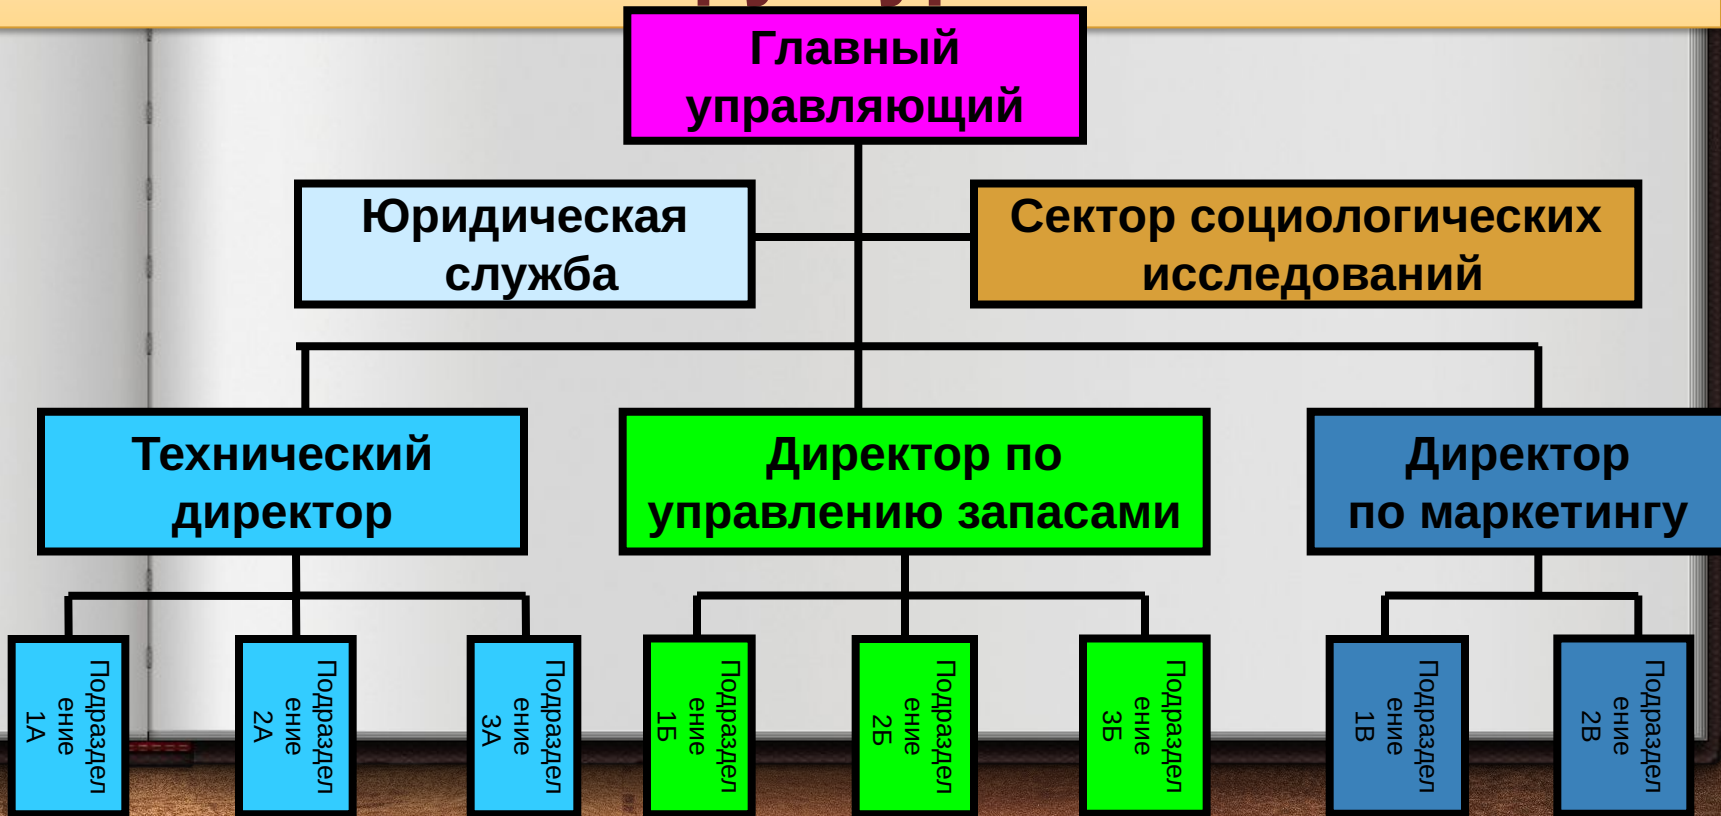 Главный
управляющий
Юридическая
служба
Сектор социологических
исследований
Технический
директор
Директор по
управлению запасами
Директор
по маркетингу
Подраздел
ение
1А
Подраздел
ение
2А
Подраздел
ение
3А
Подраздел
ение
1Б
Подраздел
ение
2Б
Подраздел
ение
3Б
Подраздел
ение
1В
Подраздел
ение
2В